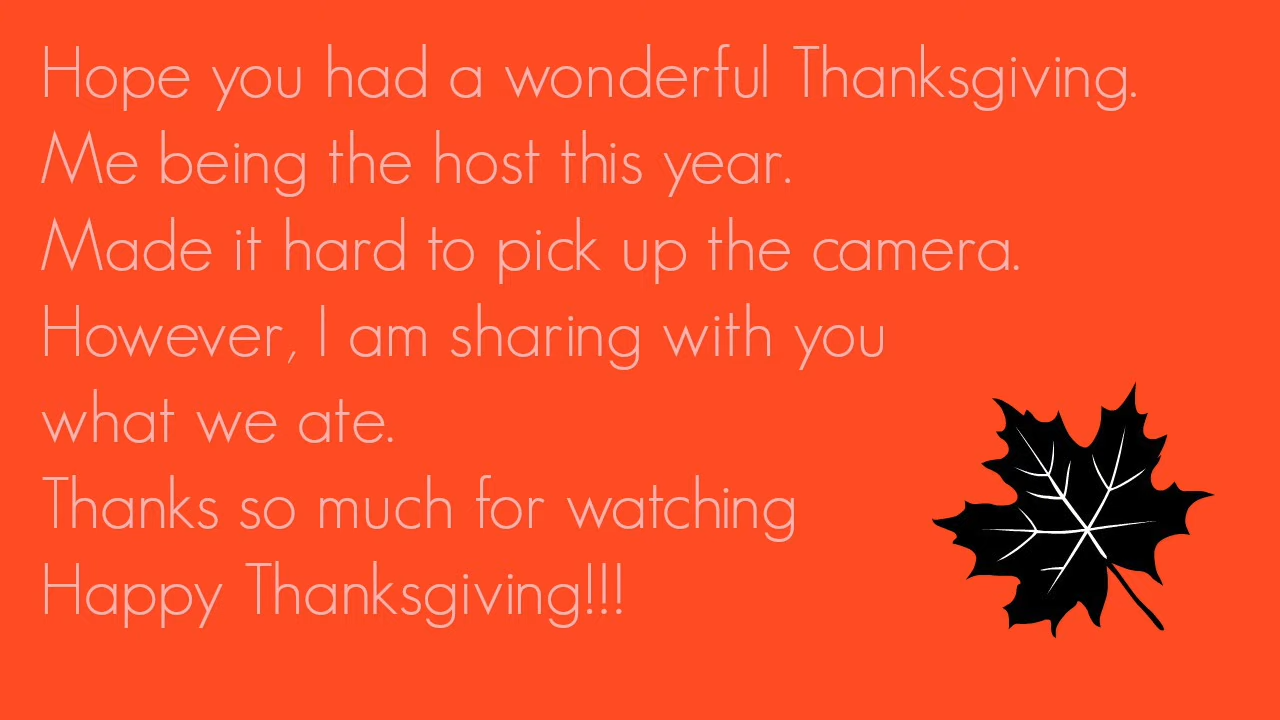 Hope you had a wonderful Thanksgiving.
Me being the host this year.
Made it hard to pick up the camera.
However, I am sharing with you
what we ate.
Thanks so much for watching
Happy Thanksgiving!!!